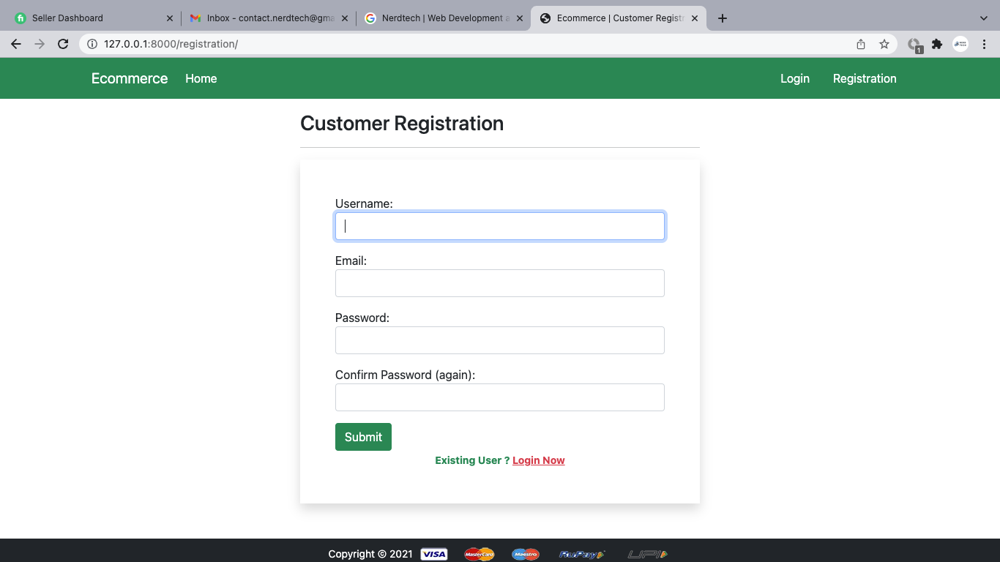 Seller Dashboard
Inbox - contact.nerdtech@gma
Nerdtech | Web Development a
Ecommerce | Customer Registr
127.0.0.1:8000/registration/
1
Ecommerce Home Login Registration
Customer Registration
Username:
Email:
Password:
Confirm Password (again):
Submit
Existing User ? Login Now
Copyright © 2021 VISA MasterCard Maestro RuPay UPI